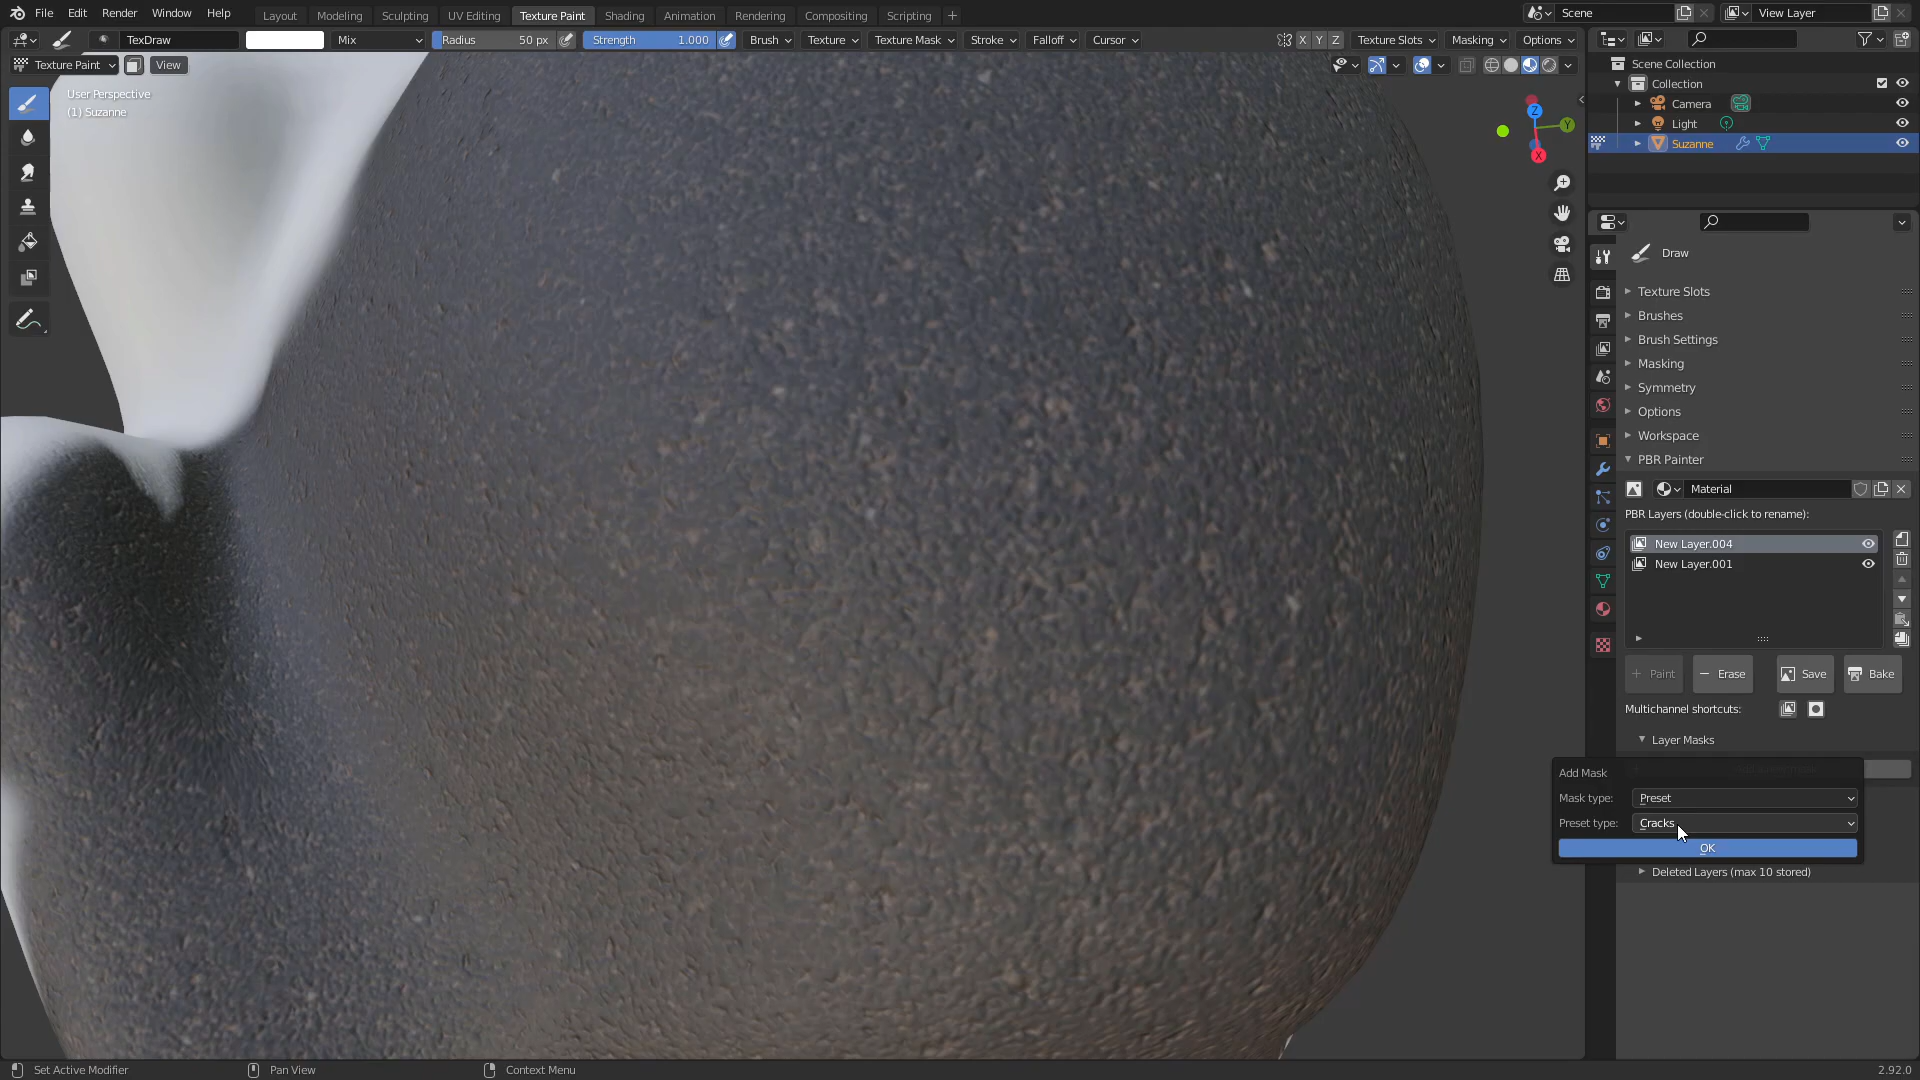 File Edit Render Window Help
Layout Modeling Sculpting UV Editing Texture Paint Shading Animation Rendering Compositing Scripting +
Scene
View Layer
TexDraw
Mix
Radius 50 px
Strength 1.000
Brush Texture Texture Mask Stroke Falloff Cursor
X Y Z
Texture Slots Masking Options
Texture Paint
View
User Perspective
(1) Suzanne
Z
Y
X
Scene Collection
Collection
Camera
Light
Suzanne
Draw
Texture Slots
Brushes
Brush Settings
Masking
Symmetry
Options
Workspace
PBR Painter
Material
PBR Layers (double-click to rename):
New Layer.004
New Layer.001
Paint
Erase
Save
Bake
Multichannel shortcuts:
Layer Masks
Add Mask
Mask type: Preset
Preset type: Cracks
OK
Deleted Layers (max 10 stored)
Set Active Modifier
Pan View
Context Menu
2.92.0